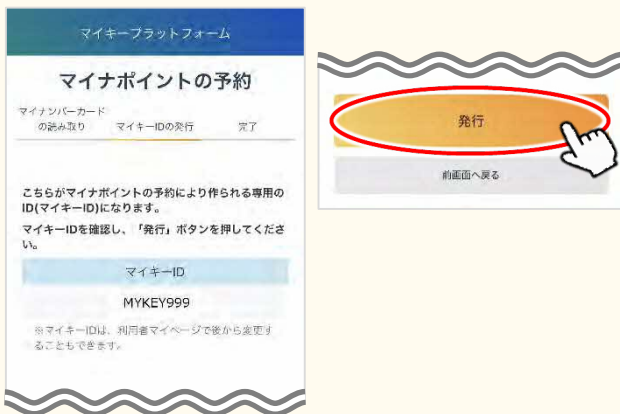 マイキープラットフォーム
マイナポイントの予約
マイナンバーカード
の読み取り
マイキーIDの発行
完了
こちらがマイナポイントの予約により作られる専用の
ID(マイキーID)に なります。
マイキーIDを確認し、「発行」ボタンを押してくださ
い。
マイキーID
MYKEY999
※マイキーIDは、利用者マイページで後から変更す
ることもできます。
発行
前画面へ戻る